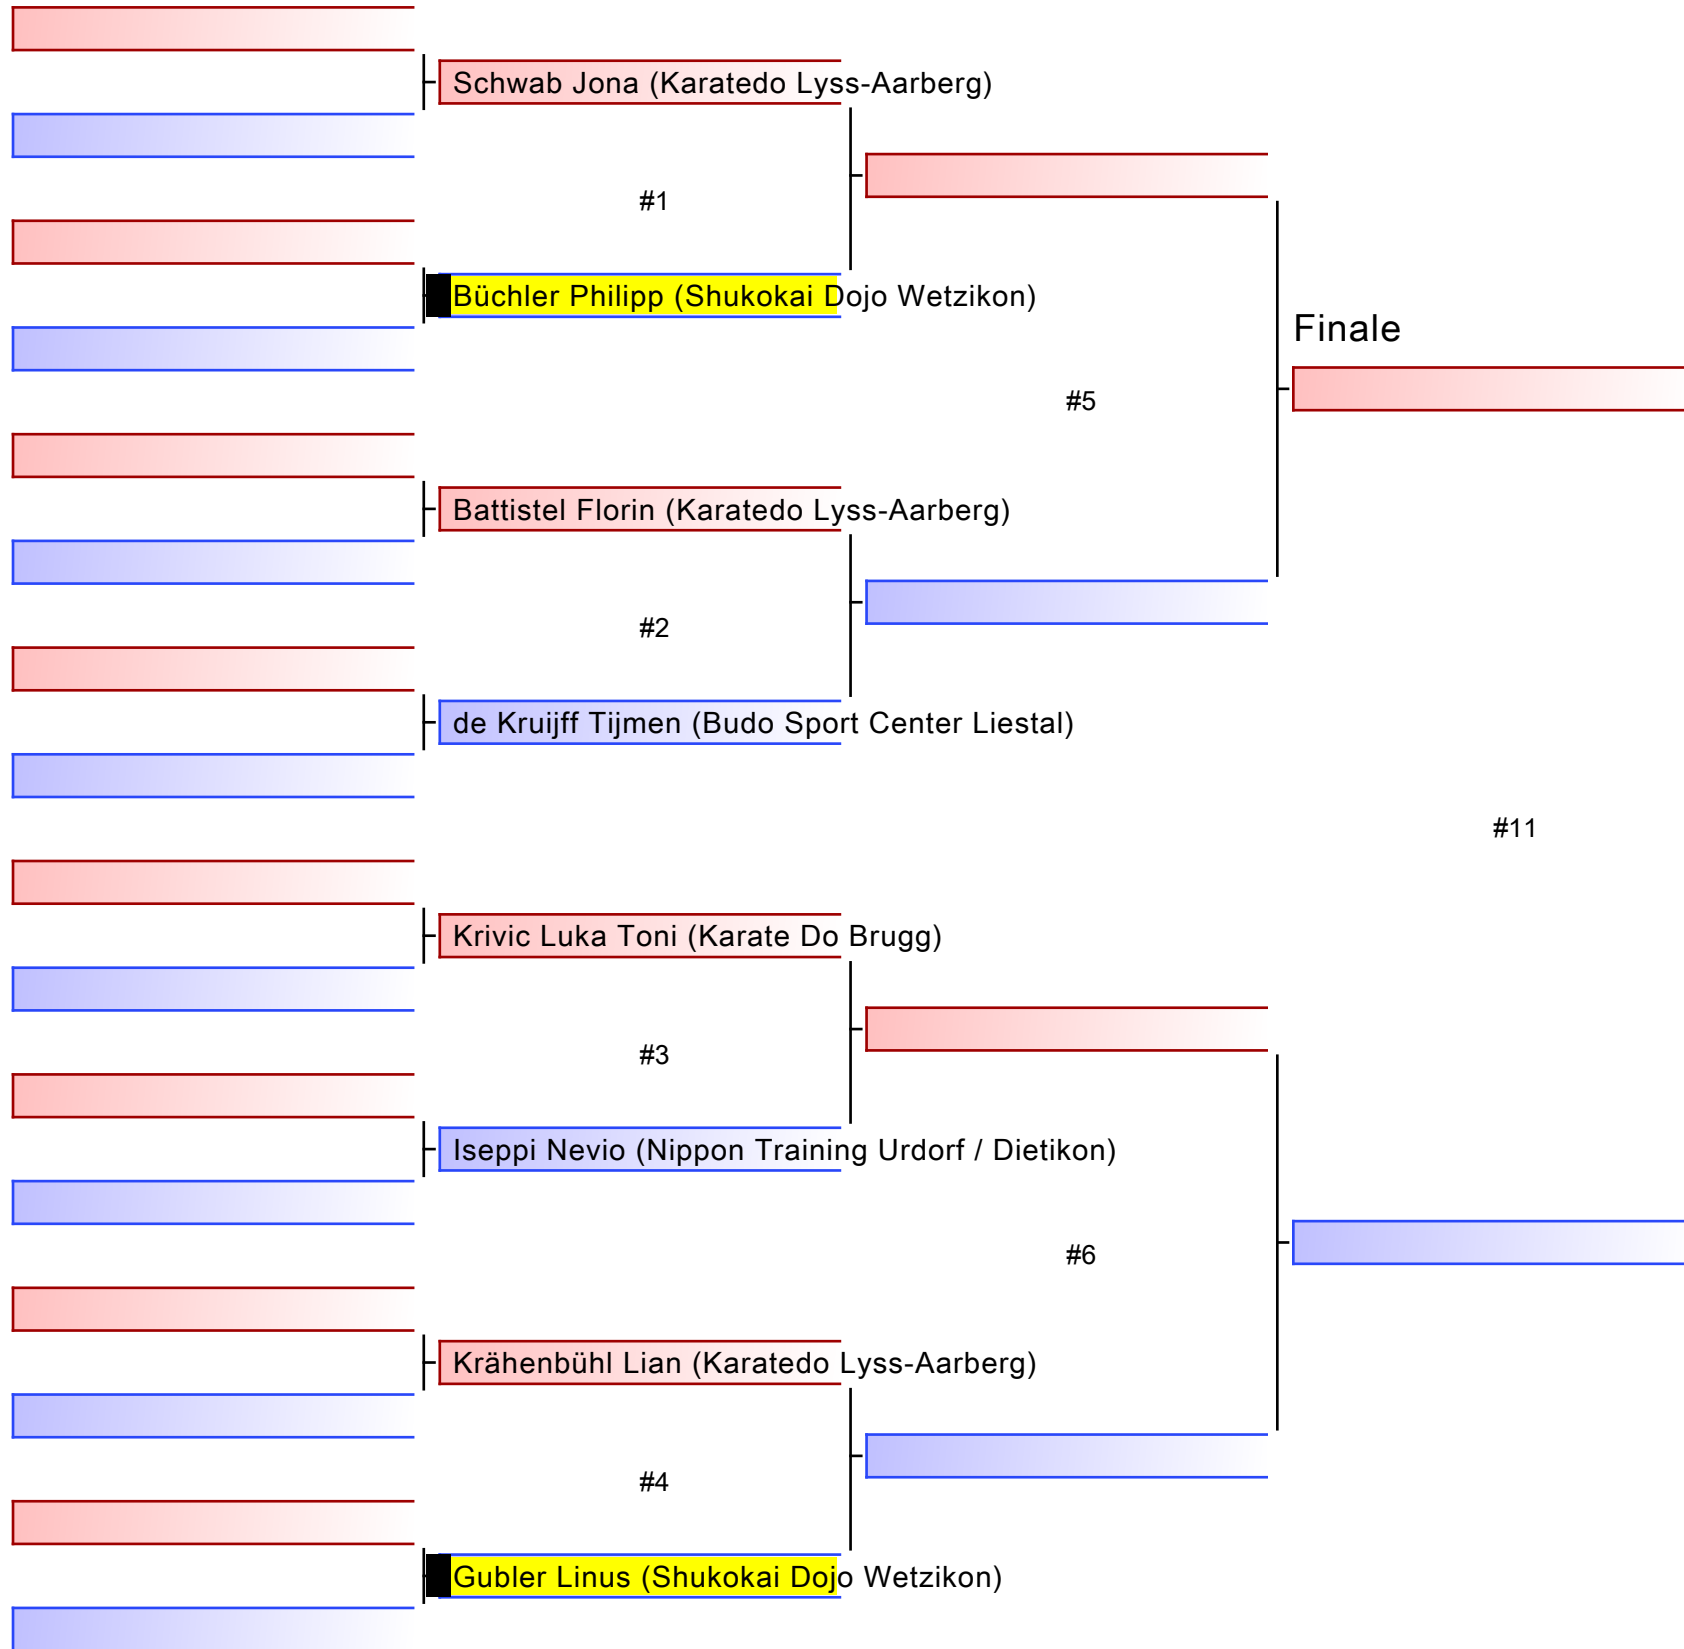 Schwab Jona (Karatedo Lyss-Aarberg)
#1
Büchler Philipp (Shukokai Dojo Wetzikon)
Finale
#5
Battistel Florin (Karatedo Lyss-Aarberg)
#2
de Kruijff Tijmen (Budo Sport Center Liestal)
#11
Krivic Luka Toni (Karate Do Brugg)
#3
Iseppi Nevio (Nippon Training Urdorf / Dietikon)
#6
Krähenbühl Lian (Karatedo Lyss-Aarberg)
#4
Gubler Linus (Shukokai Dojo Wetzikon)